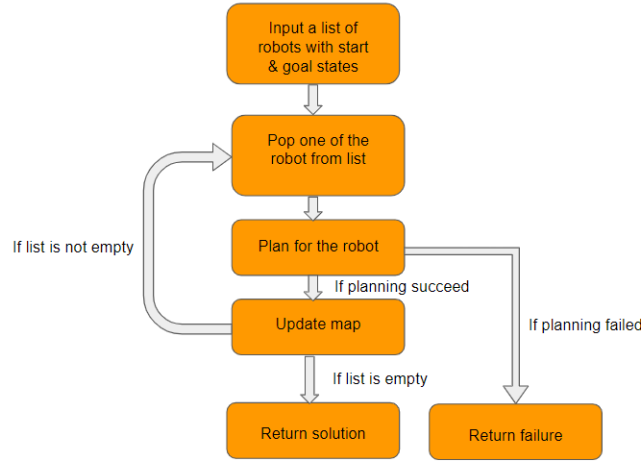 Input a list of
robots with start
& goal states
Pop one of the
robot from list
If list is not empty
Plan for the robot
If planning succeed
If planning failed
Update map
If list is empty
Return solution
Return failure